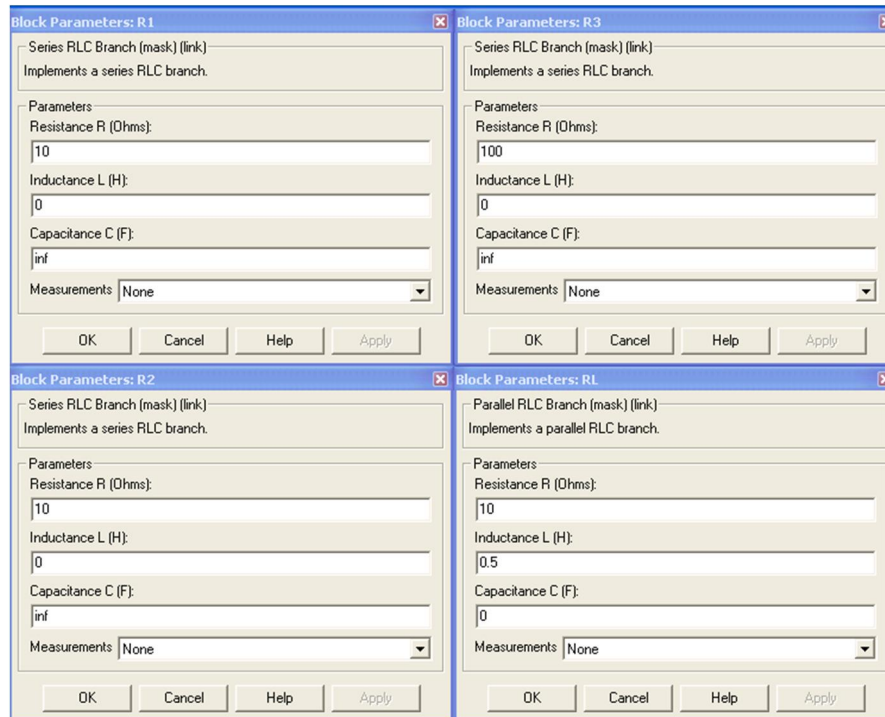 Block Parameters: R1
Series RLC Branch (mask) (link)
Implements a series RLC branch.
Parameters
Resistance R (Ohms):
10
Inductance L (H):
0
Capacitance C (F):
inf
Measurements None
OK Cancel Help Apply
Block Parameters: R3
Series RLC Branch (mask) (link)
Implements a series RLC branch.
Parameters
Resistance R (Ohms):
100
Inductance L (H):
0
Capacitance C (F):
inf
Measurements None
OK Cancel Help Apply
Block Parameters: R2
Series RLC Branch (mask) (link)
Implements a series RLC branch.
Parameters
Resistance R (Ohms):
10
Inductance L (H):
0
Capacitance C (F):
inf
Measurements None
OK Cancel Help Apply
Block Parameters: RL
Parallel RLC Branch (mask) (link)
Implements a parallel RLC branch.
Parameters
Resistance R (Ohms):
10
Inductance L (H):
0.5
Capacitance C (F):
0
Measurements None
OK Cancel Help Apply